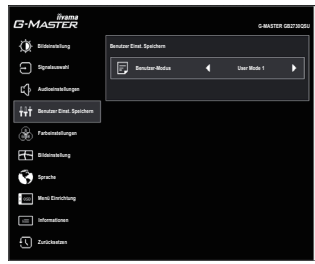 iiyama
G-MASTER
G-MASTER GB2730QSU
Bildeinstellung
Signalauswahl
Audioeinstellungen
Benutzer Einst. Speichern
Farbeinstellungen
Bildeinstellung
Sprache
Menü Einrichtung
Informationen
Zurücksetzen
Benutzer Einst. Speichern
Benutzer-Modus
User Mode 1